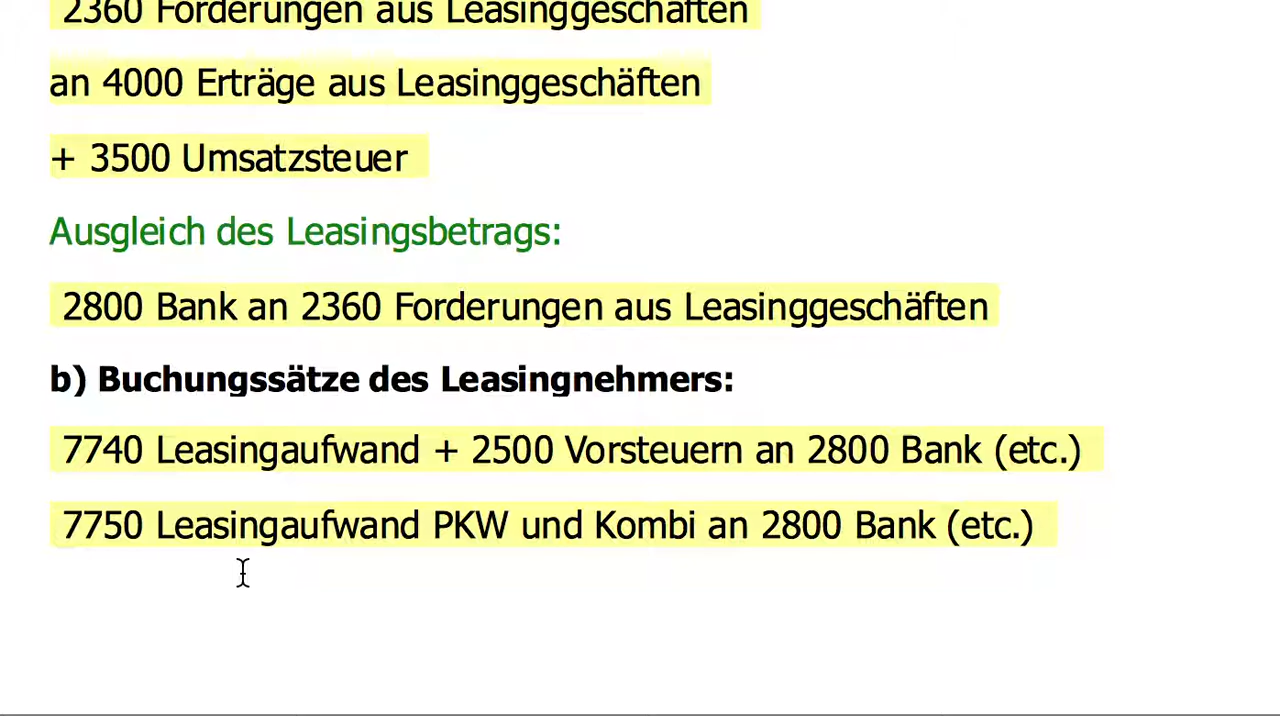 2360 Forderungen aus Leasinggeschäften
an 4000 Erträge aus Leasinggeschäften
+ 3500 Umsatzsteuer
Ausgleich des Leasingsbetrags:
2800 Bank an 2360 Forderungen aus Leasinggeschäften
b) Buchungssätze des Leasingnehmers:
7740 Leasingaufwand + 2500 Vorsteuern an 2800 Bank (etc.)
7750 Leasingaufwand PKW und Kombi an 2800 Bank (etc.)